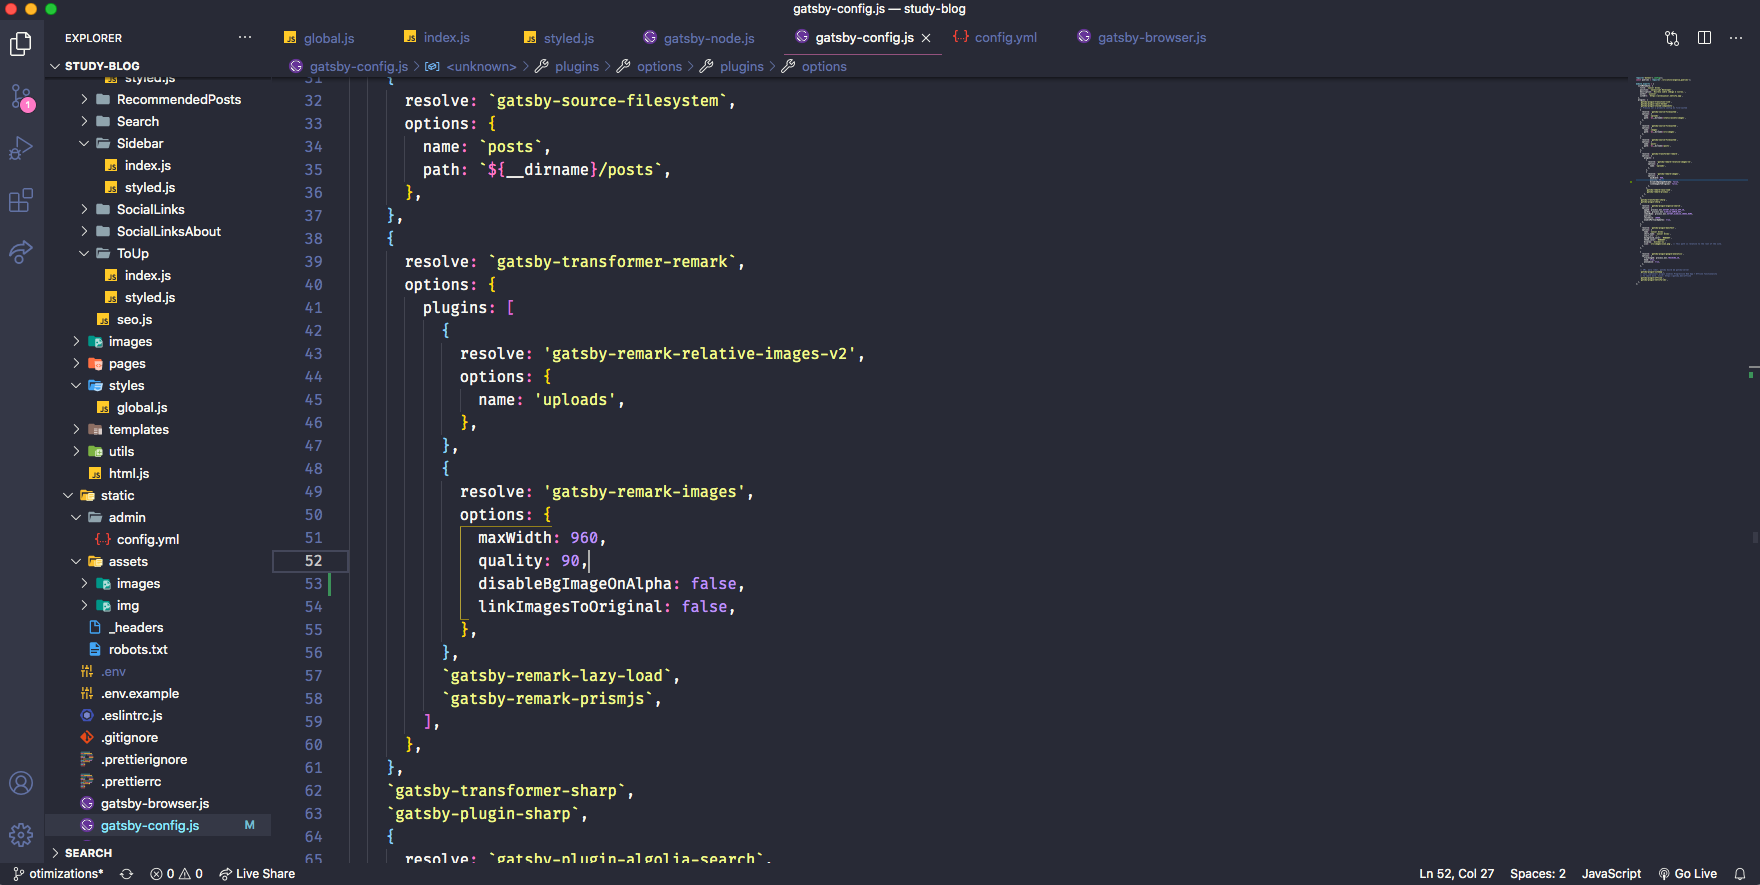 gatsby-config.js — study-blog
EXPLORER ...
global.js
index.js
styled.js
gatsby-node.js
gatsby-config.js
config.yml
gatsby-browser.js
gatsby-config.js > <unknown> > plugins > options > plugins > options
STUDY-BLOG
styled.js
RecommendedPosts
Search
Sidebar
index.js
styled.js
SocialLinks
SocialLinksAbout
ToUp
index.js
styled.js
seo.js
images
pages
styles
global.js
templates
utils
html.js
static
admin
config.yml
assets
images
img
_headers
robots.txt
.env
.env.example
.eslintrc.js
.gitignore
.prettierignore
.prettierrc
gatsby-browser.js
gatsby-config.js M
SEARCH
1
31 {
32 resolve: `gatsby-source-filesystem`,
33 options: {
34 name: `posts`,
35 path: `${__dirname}/posts`,
36 },
37 },
38 {
39 resolve: `gatsby-transformer-remark`,
40 options: {
41 plugins: [
42 {
43 resolve: 'gatsby-remark-relative-images-v2',
44 options: {
45 name: 'uploads',
46 },
47 },
48 {
49 resolve: 'gatsby-remark-images',
50 options: {
51 maxWidth: 960,
52 quality: 90,
53 disableBgImageOnAlpha: false,
54 linkImagesToOriginal: false,
55 },
56 },
57 `gatsby-remark-lazy-load`,
58 `gatsby-remark-prismjs`,
59 ],
60 },
61 },
62 `gatsby-transformer-sharp`,
63 `gatsby-plugin-sharp`,
64 {
65 resolve: `gatsby-plugin-algolia-search`,
otimizations* 0 0 Live Share Ln 52, Col 27 Spaces: 2 JavaScript Go Live